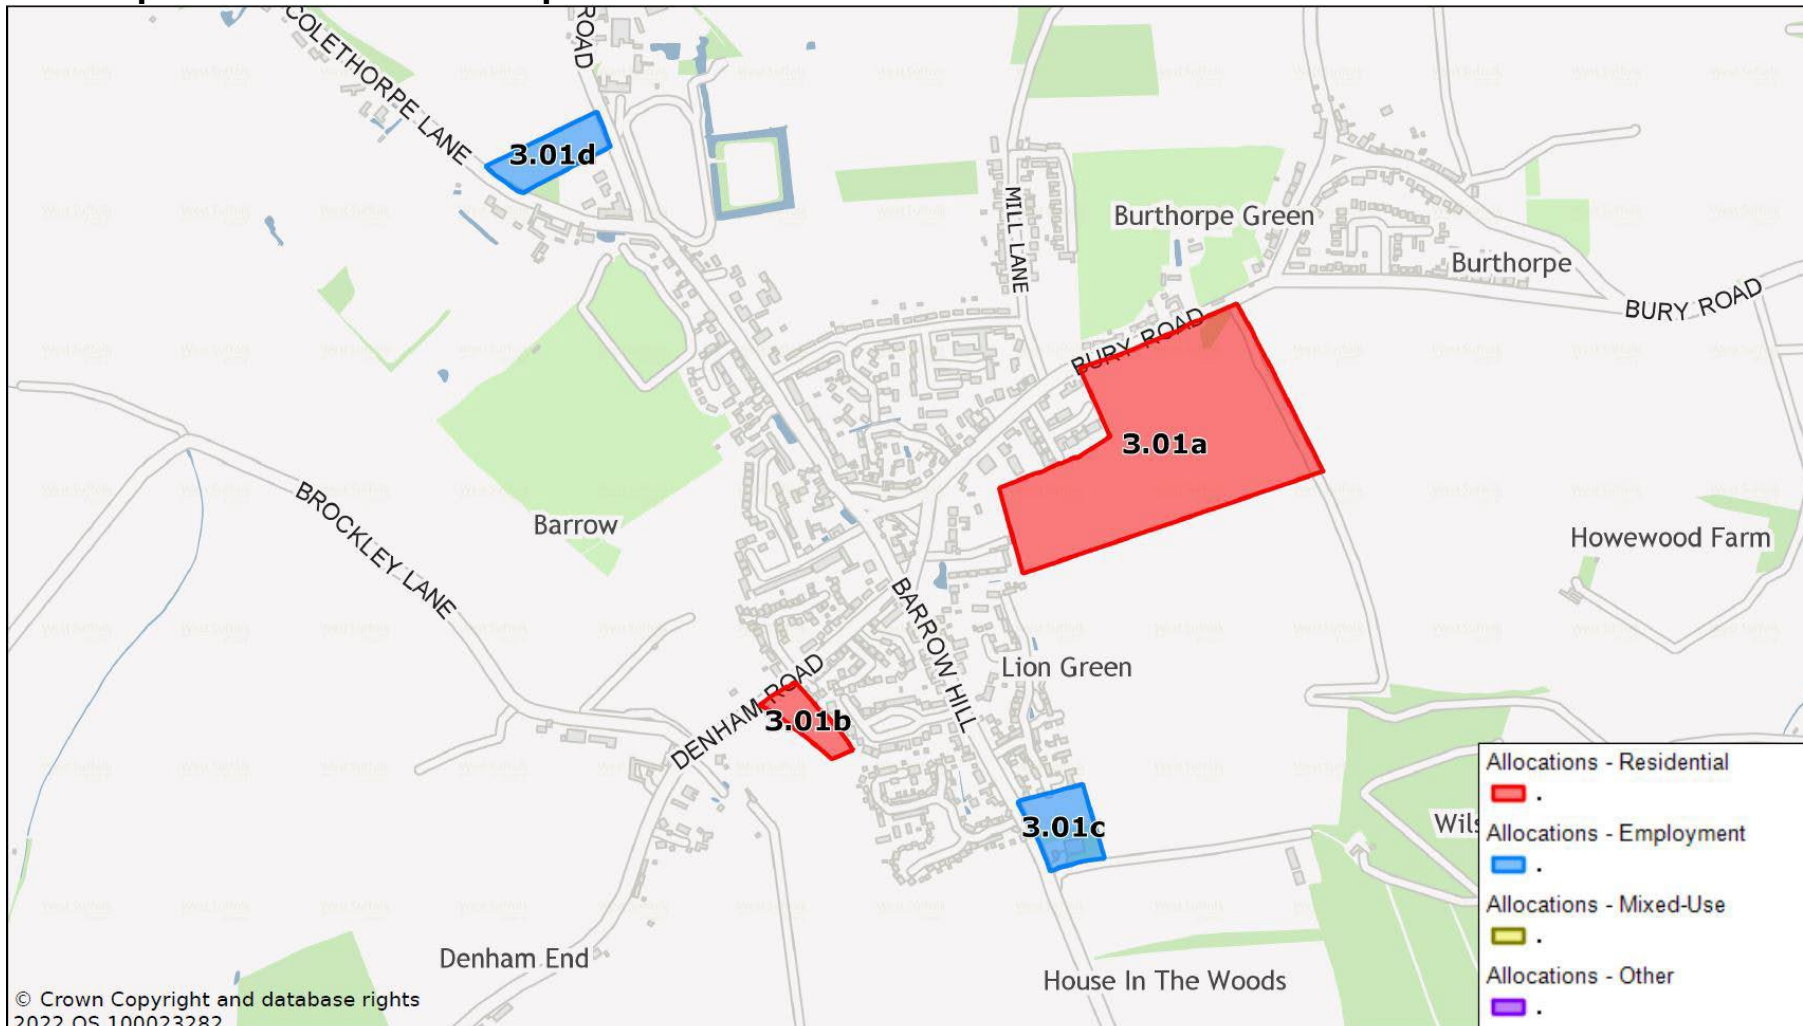 COLETHORPE LANE
ROAD
3.01d
MILL LANE
Burthorpe Green
Burthorpe
BURY ROAD
BURY ROAD
3.01a
BROCKLEY LANE
Barrow
Howewood Farm
BARROW HILL
Lion Green
DENHAM ROAD
3.01b
3.01c
Wils
Denham End
House In The Woods
Allocations - Residential
.
Allocations - Employment
.
Allocations - Mixed-Use
.
Allocations - Other
.
© Crown Copyright and database rights
2022 OS 100023282